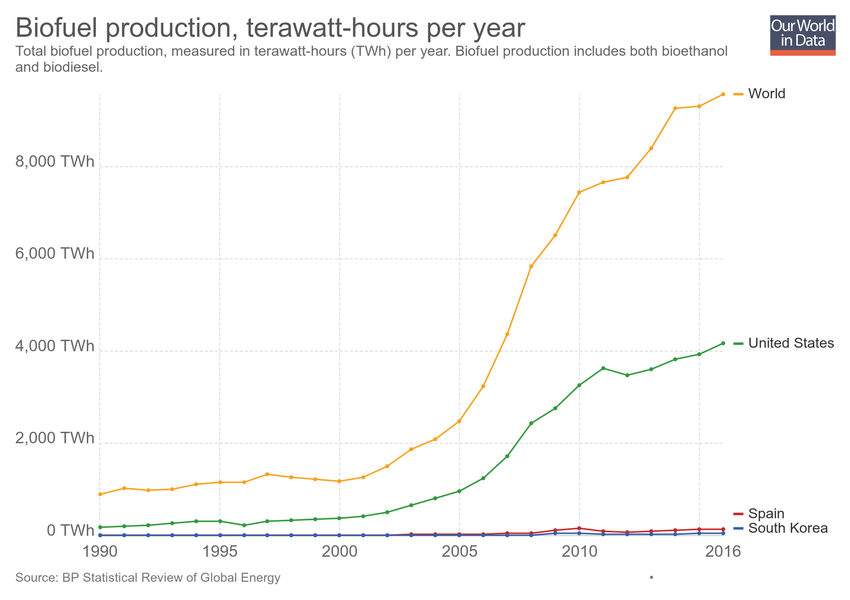 Biofuel production, terawatt-hours per year
Our World
in Data
Total biofuel production, measured in terawatt-hours (TWh) per year. Biofuel production includes both bioethanol
and biodiesel.
World
8,000 TWh
6,000 TWh
4,000 TWh
United States
2,000 TWh
Spain
South Korea
0 TWh
1990 1995 2000 2005 2010 2016
Source: BP Statistical Review of Global Energy